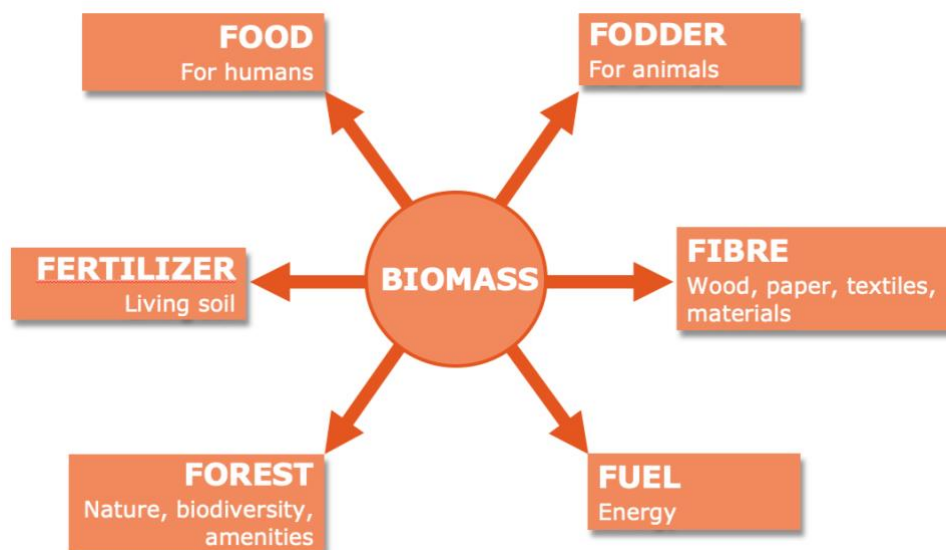 FOOD
For humans
FODDER
For animals
FERTILIZER
Living soil
BIOMASS
FIBRE
Wood, paper, textiles,
materials
FOREST
Nature, biodiversity,
amenities
FUEL
Energy